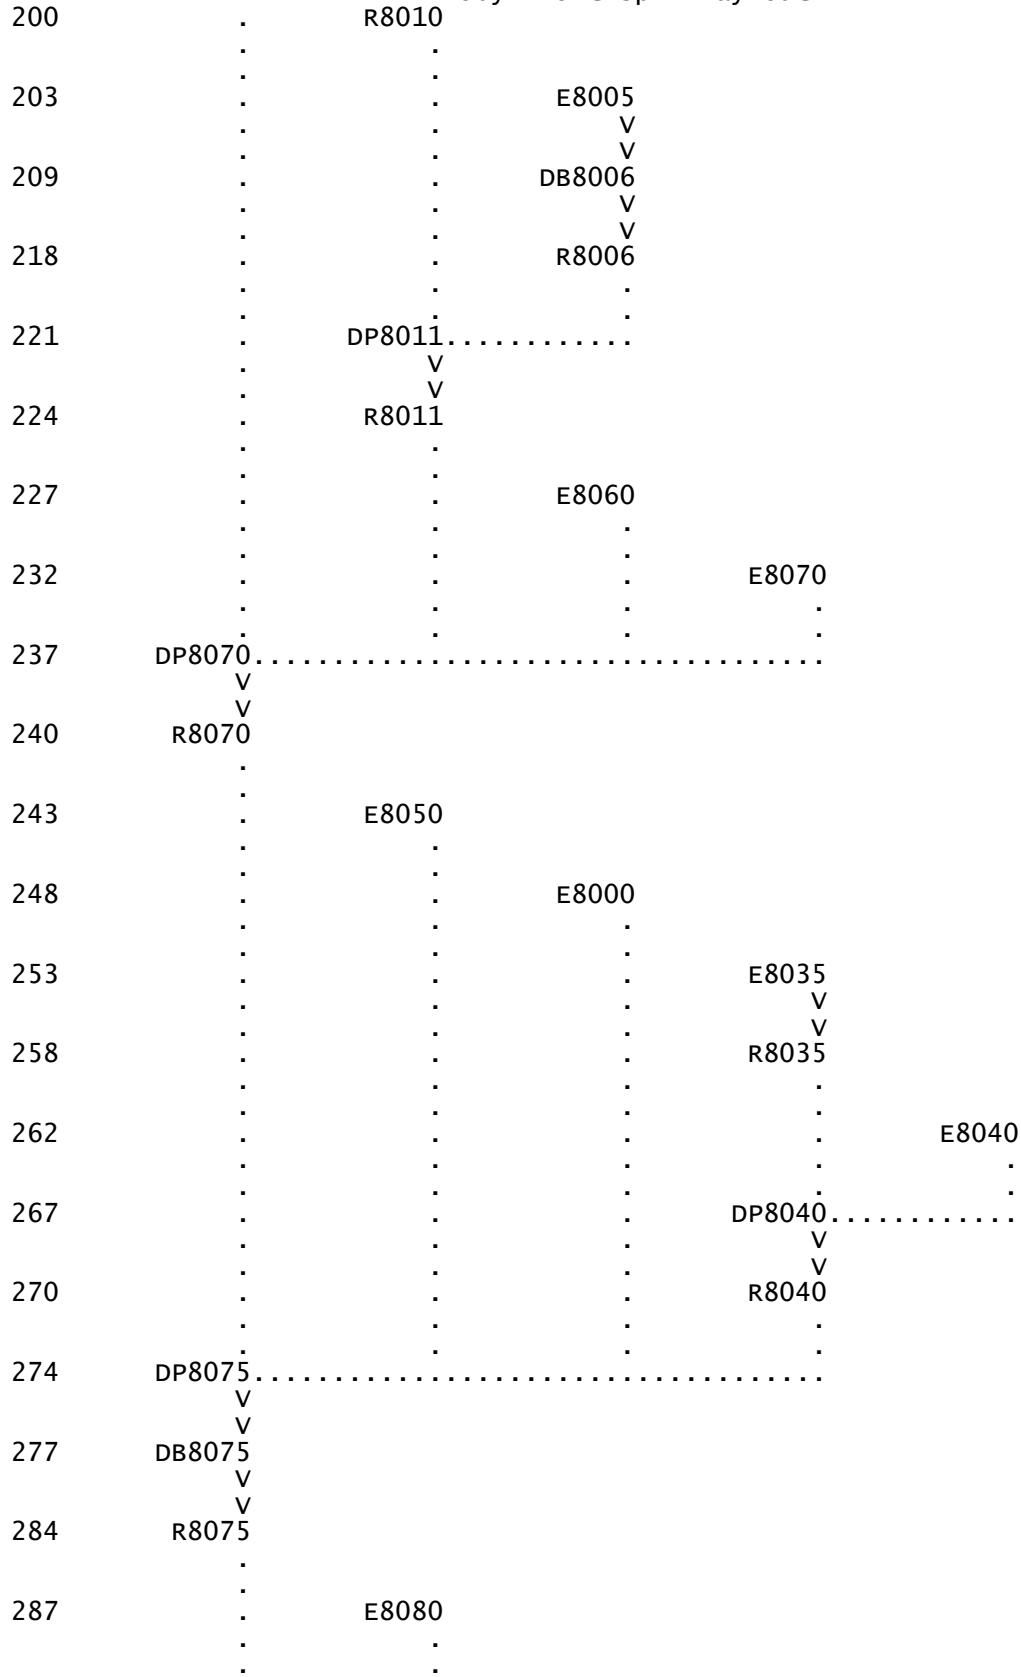 200 . R8010
. .
. .
203 . . E8005
. . V
. . V
209 . . DB8006
. . V
. . V
218 . . R8006
. . .
. . .
221 . DP8011............
. V
. V
224 . R8011
. .
. .
227 . . E8060
. . .
. . .
232 . . . E8070
. . . .
. . . .
237 DP8070....................................
V
V
240 R8070
.
.
243 . E8050
. .
. .
248 . . E8000
. . .
. . .
253 . . . E8035
. . . V
. . . V
258 . . . R8035
. . . .
. . . .
262 . . . . E8040
. . . . .
. . . . .
267 . . . DP8040............
. . . V
. . . V
270 . . . R8040
. . . .
. . . .
274 DP8075....................................
V
V
277 DB8075
V
V
284 R8075
.
.
287 . E8080
. .
. .